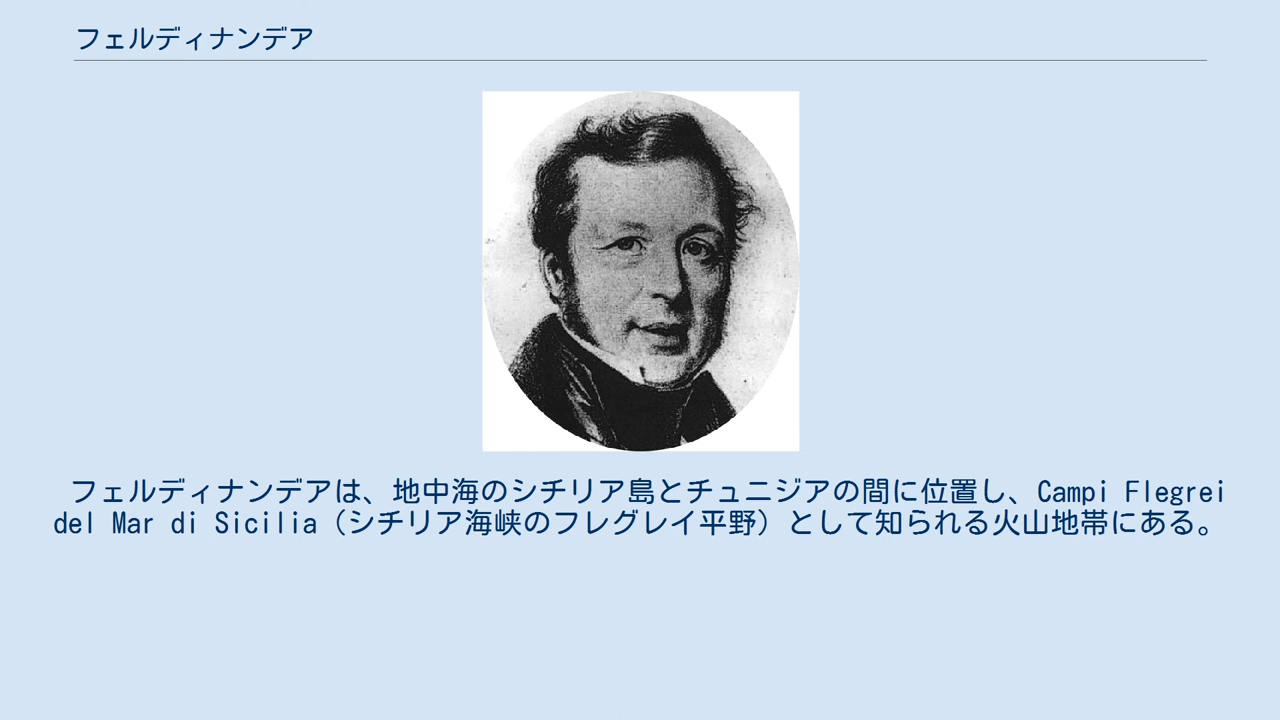 フェルディナンデア
フェルディナンデアは、地中海のシチリア島とチュニジアの間に位置し、Campi Flegrei
del Mar di Sicilia（シチリア海峡のフレグレイ平野）として知られる火山地帯にある。